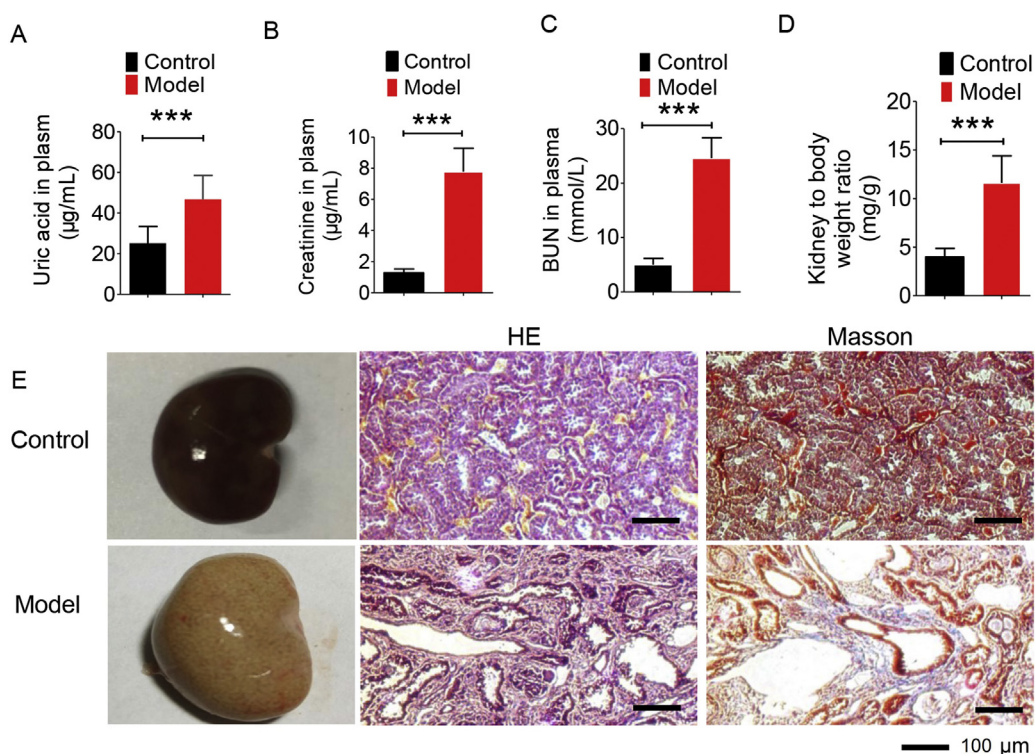 A
Control
Model
***
Uric acid in plasm
(µg/mL)
80
60
40
20
0
B
Control
Model
***
Creatinine in plasm
(µg/mL)
10
8
6
4
2
0
C
Control
Model
***
BUN in plasma
(mmol/L)
30
20
10
0
D
Control
Model
***
Kidney to body
weight ratio
(mg/g)
20
15
10
5
0
HE
Masson
E
Control
Model
100 µm